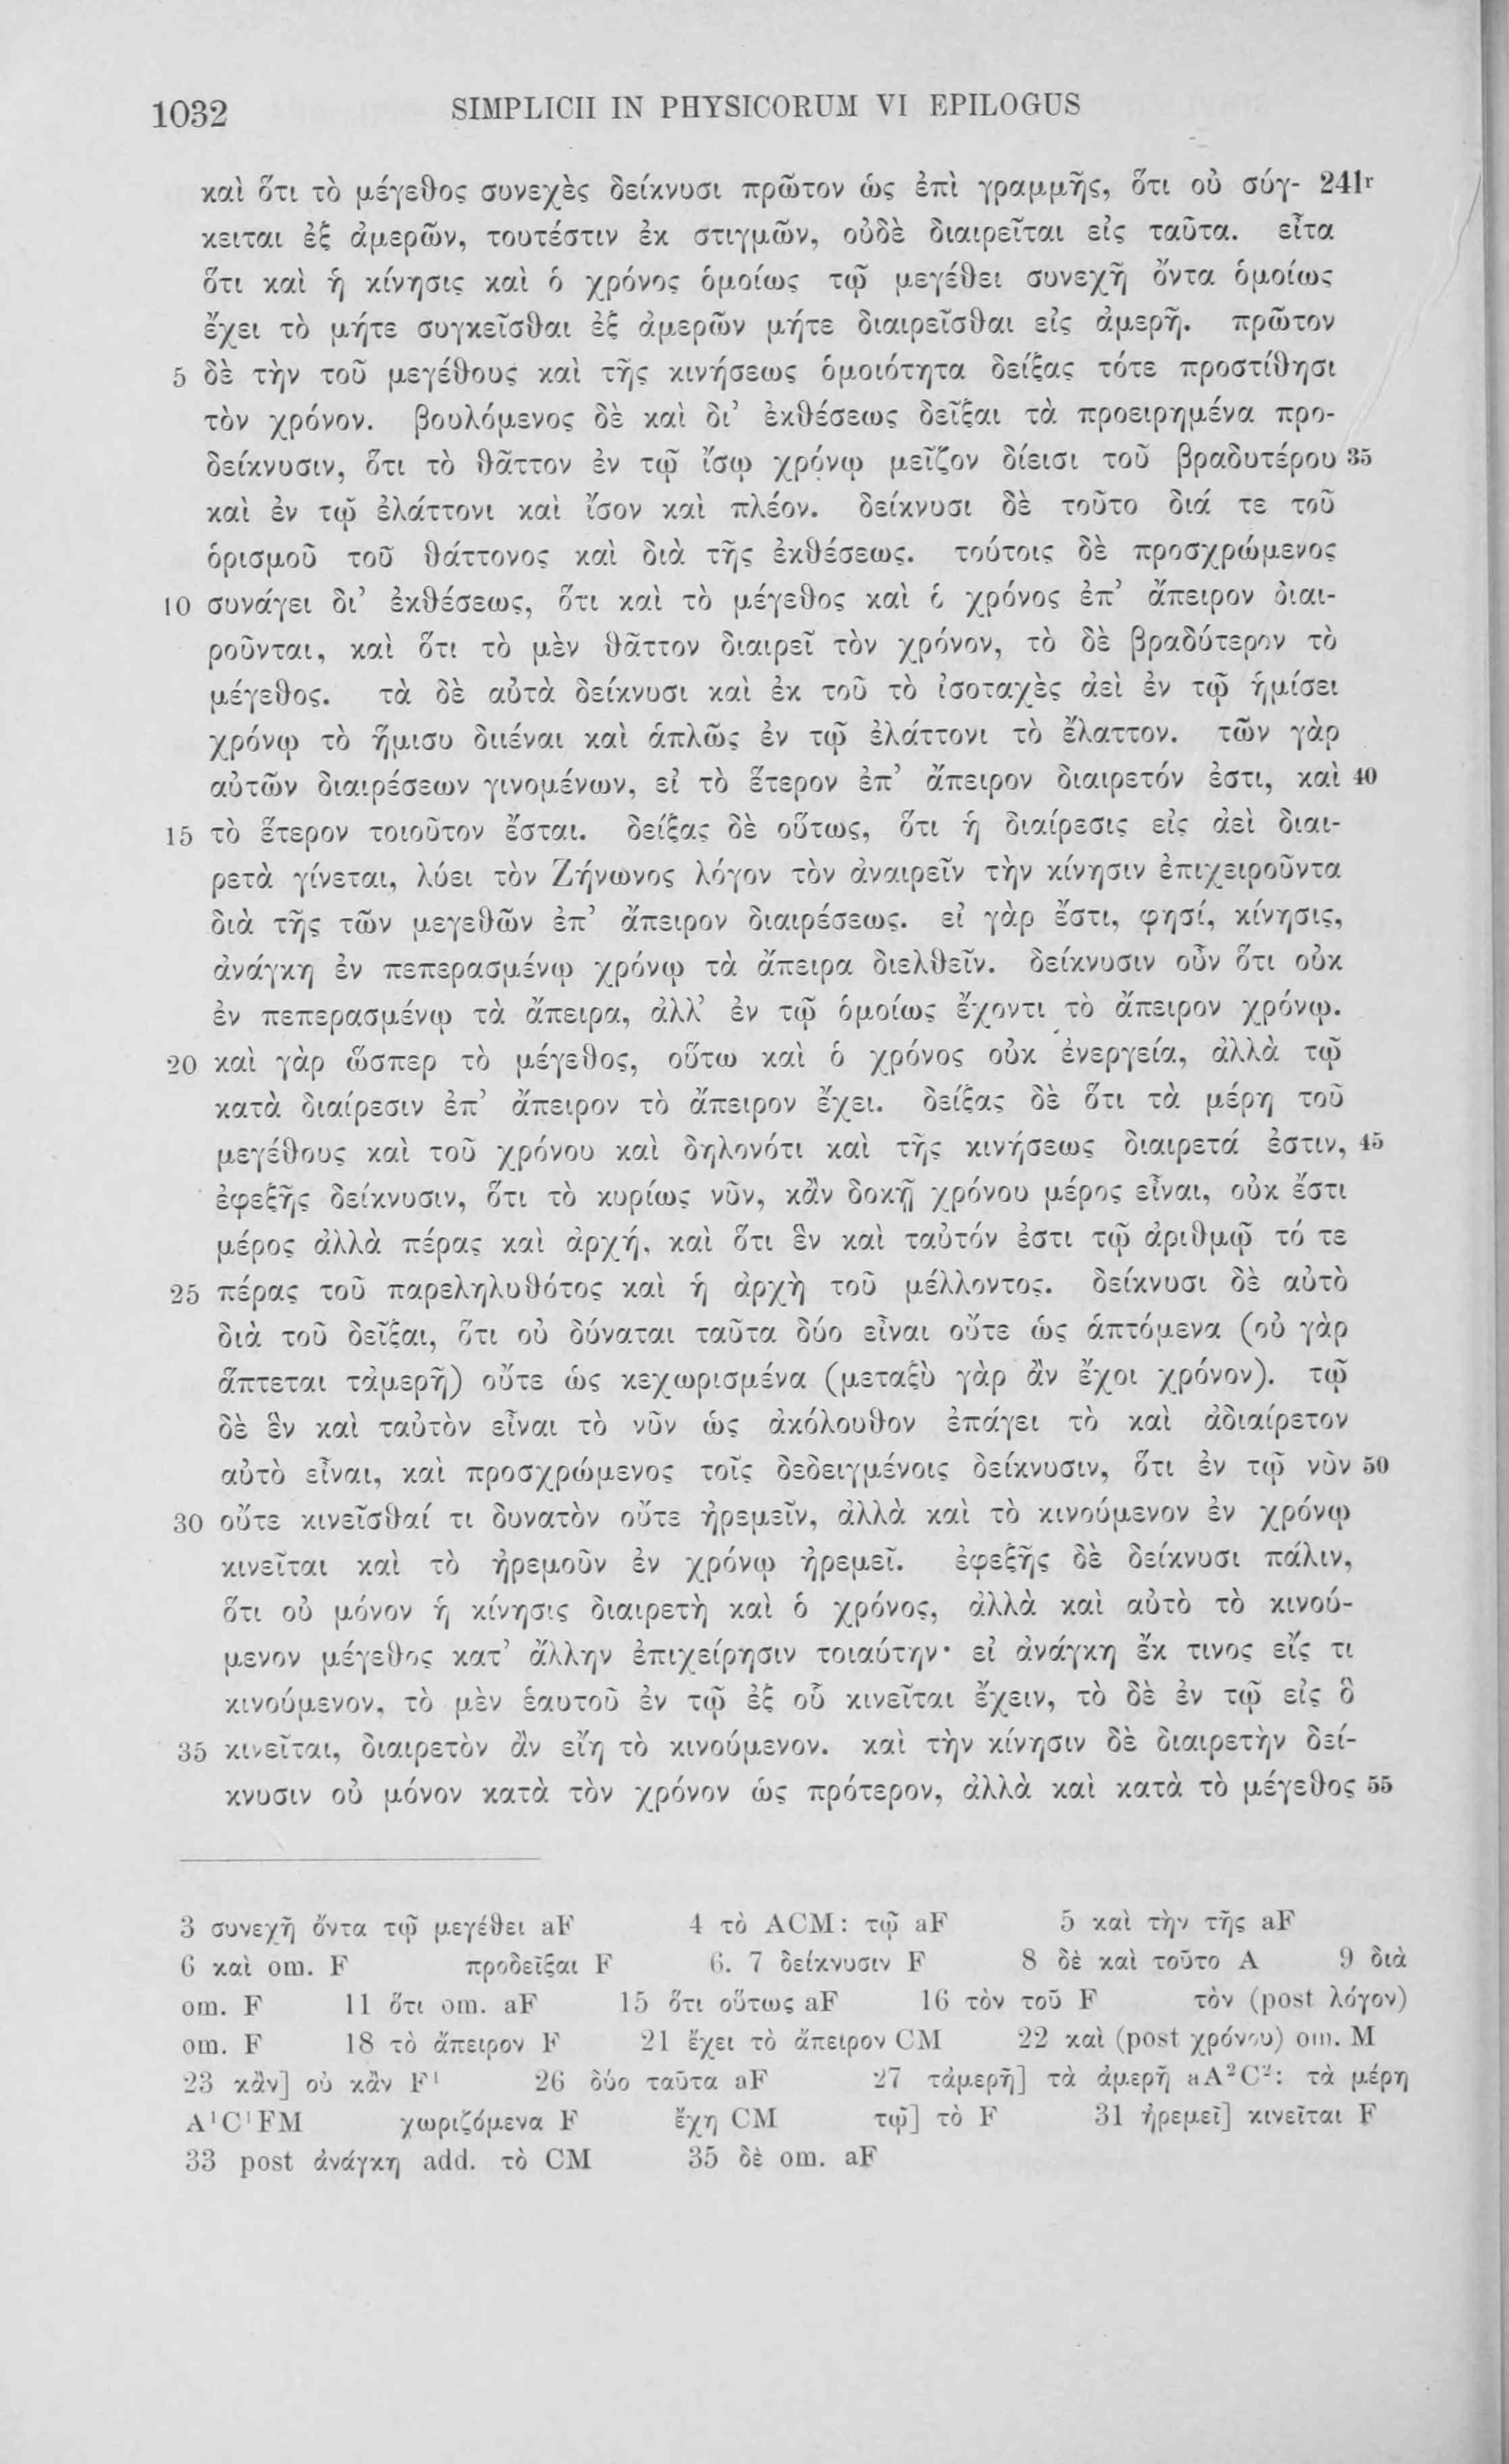 1032 SIMPLICII IN PHYSICORUM VI EPILOGUS
καὶ ὅτι τὸ μέγεθος συνεχὲς δείκνυσι πρῶτον ὡς ἐπὶ γραμμῆς, ὅτι οὐ σύγ- 241r
κειται ἐξ ἀμερῶν, τουτέστιν ἐκ στιγμῶν, οὐδὲ διαιρεῖται εἰς ταῦτα. εἶτα
ὅτι καὶ ἡ κίνησις καὶ ὁ χρόνος ὁμοίως τῷ μεγέθει συνεχῆ ὄντα ὁμοίως
ἔχει τὸ μήτε συγκεῖσθαι ἐξ ἀμερῶν μήτε διαιρεῖσθαι εἰς ἀμερῆ. πρῶτον
5 δὲ τὴν τοῦ μεγέθους καὶ τῆς κινήσεως ὁμοιότητα δείξας τότε προστίθησι
τὸν χρόνον. βουλόμενος δὲ καὶ δι’ ἐκθέσεως δεῖξαι τὰ προειρημένα προ-
δείκνυσιν, ὅτι τὸ θᾶττον ἐν τῷ ἴσῳ χρόνῳ μεῖζον δίεισι τοῦ βραδυτέρου 35
καὶ ἐν τῷ ἐλάττονι καὶ ἴσον καὶ πλέον. δείκνυσι δὲ τοῦτο διά τε τοῦ
ὁρισμοῦ τοῦ θάττονος καὶ διὰ τῆς ἐκθέσεως. τούτοις δὲ προσχρώμενος
10 συνάγει δι’ ἐκθέσεως, ὅτι καὶ τὸ μέγεθος καὶ ὁ χρόνος ἐπ’ ἄπειρον διαι-
ροῦνται, καὶ ὅτι τὸ μὲν θᾶττον διαιρεῖ τὸν χρόνον, τὸ δὲ βραδύτερον τὸ
μέγεθος. τὰ δὲ αὐτὰ δείκνυσι καὶ ἐκ τοῦ τὸ ἰσοταχὲς ἀεὶ ἐν τῷ ἡμίσει
χρόνῳ τὸ ἥμισυ διιέναι καὶ ἁπλῶς ἐν τῷ ἐλάττονι τὸ ἔλαττον. τῶν γὰρ
αὐτῶν διαιρέσεων γινομένων, εἰ τὸ ἕτερον ἐπ’ ἄπειρον διαιρετόν ἐστι, καὶ 40
15 τὸ ἕτερον τοιοῦτον ἔσται. δείξας δὲ οὕτως, ὅτι ἡ διαίρεσις εἰς ἀεὶ διαι-
ρετὰ γίνεται, λύει τὸν Ζήνωνος λόγον τὸν ἀναιρεῖν τὴν κίνησιν ἐπιχειροῦντα
διὰ τῆς τῶν μεγεθῶν ἐπ’ ἄπειρον διαιρέσεως. εἰ γὰρ ἔστι, φησί, κίνησις,
ἀνάγκη ἐν πεπερασμένῳ χρόνῳ τὰ ἄπειρα διελθεῖν. δείκνυσιν οὖν ὅτι οὐκ
ἐν πεπερασμένῳ τὰ ἄπειρα, ἀλλ’ ἐν τῷ ὁμοίως ἔχοντι τὸ ἄπειρον χρόνῳ.
20 καὶ γὰρ ὥσπερ τὸ μέγεθος, οὕτω καὶ ὁ χρόνος οὐκ ἐνεργείᾳ, ἀλλὰ τῷ
κατὰ διαίρεσιν ἐπ’ ἄπειρον τὸ ἄπειρον ἔχει. δείξας δὲ ὅτι τὰ μέρη τοῦ
μεγέθους καὶ τοῦ χρόνου καὶ δηλονότι καὶ τῆς κινήσεως διαιρετά ἐστιν, 45
ἐφεξῆς δείκνυσιν, ὅτι τὸ κυρίως νῦν, κἂν δοκῇ χρόνου μέρος εἶναι, οὐκ ἔστι
μέρος ἀλλὰ πέρας καὶ ἀρχή, καὶ ὅτι ἓν καὶ ταὐτόν ἐστι τῷ ἀριθμῷ τό τε
25 πέρας τοῦ παρεληλυθότος καὶ ἡ ἀρχὴ τοῦ μέλλοντος. δείκνυσι δὲ αὐτὸ
διὰ τοῦ δεῖξαι, ὅτι οὐ δύναται ταῦτα δύο εἶναι οὔτε ὡς ἁπτόμενα (οὐ γὰρ
ἅπτεται τἀμερῆ) οὔτε ὡς κεχωρισμένα (μεταξὺ γὰρ ἂν ἔχοι χρόνον). τῷ
δὲ ἓν καὶ ταὐτὸν εἶναι τὸ νῦν ὡς ἀκόλουθον ἐπάγει τὸ καὶ ἀδιαίρετον
αὐτὸ εἶναι, καὶ προσχρώμενος τοῖς δεδειγμένοις δείκνυσιν, ὅτι ἐν τῷ νῦν 50
30 οὔτε κινεῖσθαί τι δυνατὸν οὔτε ἠρεμεῖν, ἀλλὰ καὶ τὸ κινούμενον ἐν χρόνῳ
κινεῖται καὶ τὸ ἠρεμοῦν ἐν χρόνῳ ἠρεμεῖ. ἐφεξῆς δὲ δείκνυσι πάλιν,
ὅτι οὐ μόνον ἡ κίνησις διαιρετὴ καὶ ὁ χρόνος, ἀλλὰ καὶ αὐτὸ τὸ κινού-
μενον μέγεθος κατ’ ἄλλην ἐπιχείρησιν τοιαύτην· εἰ ἀνάγκη ἔκ τινος εἴς τι
κινούμενον, τὸ μὲν ἑαυτοῦ ἐν τῷ ἐξ οὗ κινεῖται ἔχειν, τὸ δὲ ἐν τῷ εἰς ὃ
35 κινεῖται, διαιρετὸν ἂν εἴη τὸ κινούμενον. καὶ τὴν κίνησιν δὲ διαιρετὴν δεί-
κνυσιν οὐ μόνον κατὰ τὸν χρόνον ὡς πρότερον, ἀλλὰ καὶ κατὰ τὸ μέγεθος 55
3 συνεχῆ ὄντα τῷ μεγέθει aF 4 τὸ ACM: τῷ aF 5 καὶ τὴν τῆς aF
6 καὶ om. F προδεῖξαι F 6. 7 δείκνυσιν F 8 δὲ καὶ τοῦτο A 9 διὰ
om. F 11 ὅτι om. aF 15 ὅτι οὕτως aF 16 τὸν τοῦ F τὸν (post λόγον)
om. F 18 τὸ ἄπειρον F 21 ἔχει τὸ ἄπειρον CM 22 καὶ (post χρόνου) om. M
23 κἂν] οὐ κἂν F¹ 26 δύο ταῦτα aF 27 τἀμερῆ] τὰ ἀμερῆ aA²C²: τὰ μέρη
A¹C¹FM χωριζόμενα F ἔχη CM τῷ] τὸ F 31 ἠρεμεῖ] κινεῖται F
33 post ἀνάγκη add. τὸ CM 35 δὲ om. aF